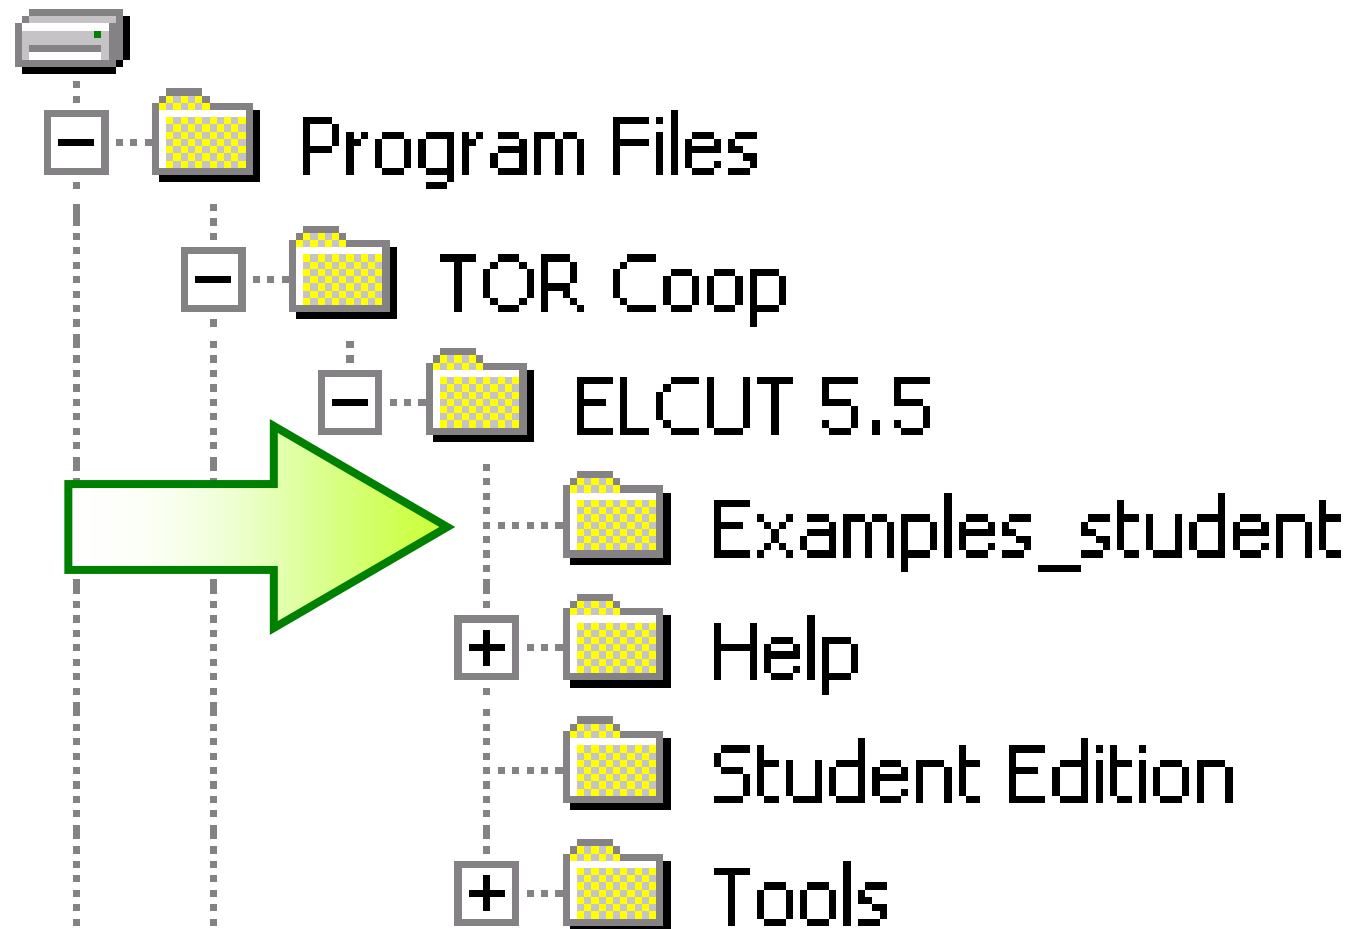 Program Files
TOR Coop
ELCUT 5.5
Examples_student
Help
Student Edition
Tools